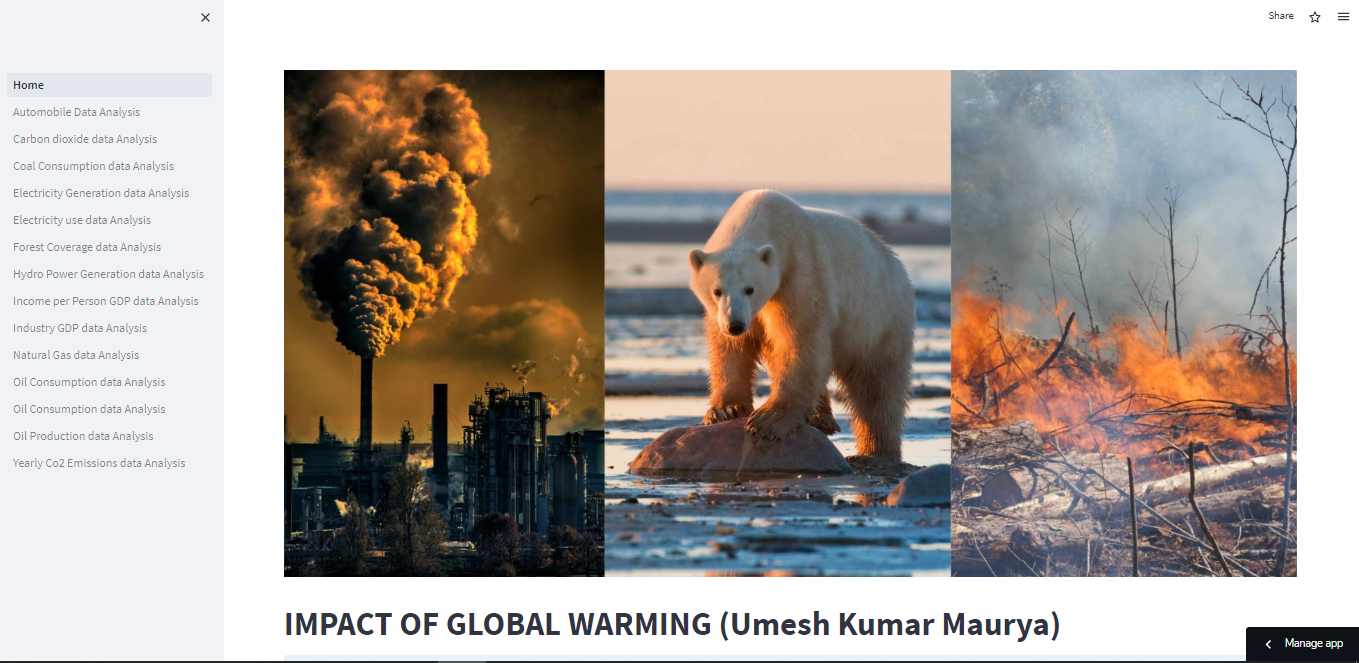 Share
Home
Automobile Data Analysis
Carbon dioxide data Analysis
Coal Consumption data Analysis
Electricity Generation data Analysis
Electricity use data Analysis
Forest Coverage data Analysis
Hydro Power Generation data Analysis
Income per Person GDP data Analysis
Industry GDP data Analysis
Natural Gas data Analysis
Oil Consumption data Analysis
Oil Consumption data Analysis
Oil Production data Analysis
Yearly Co2 Emissions data Analysis
IMPACT OF GLOBAL WARMING (Umesh Kumar Maurya)
Manage app